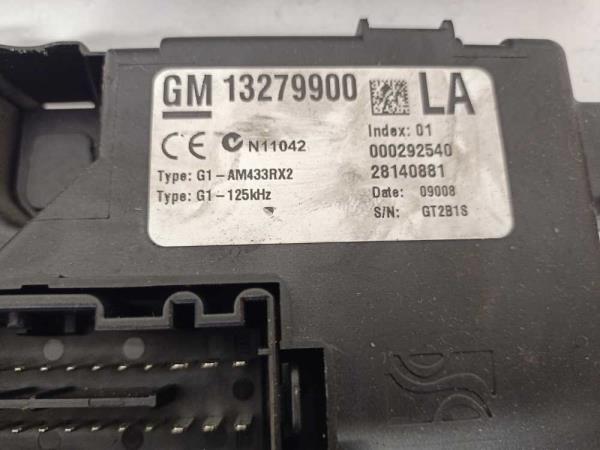 GM 13279900 LA
CE N11042
Index: 01
000292540
Type: G1-AM433RX2
28140881
Type: G1-125kHz
Date: 09008
S/N: GT2B1S